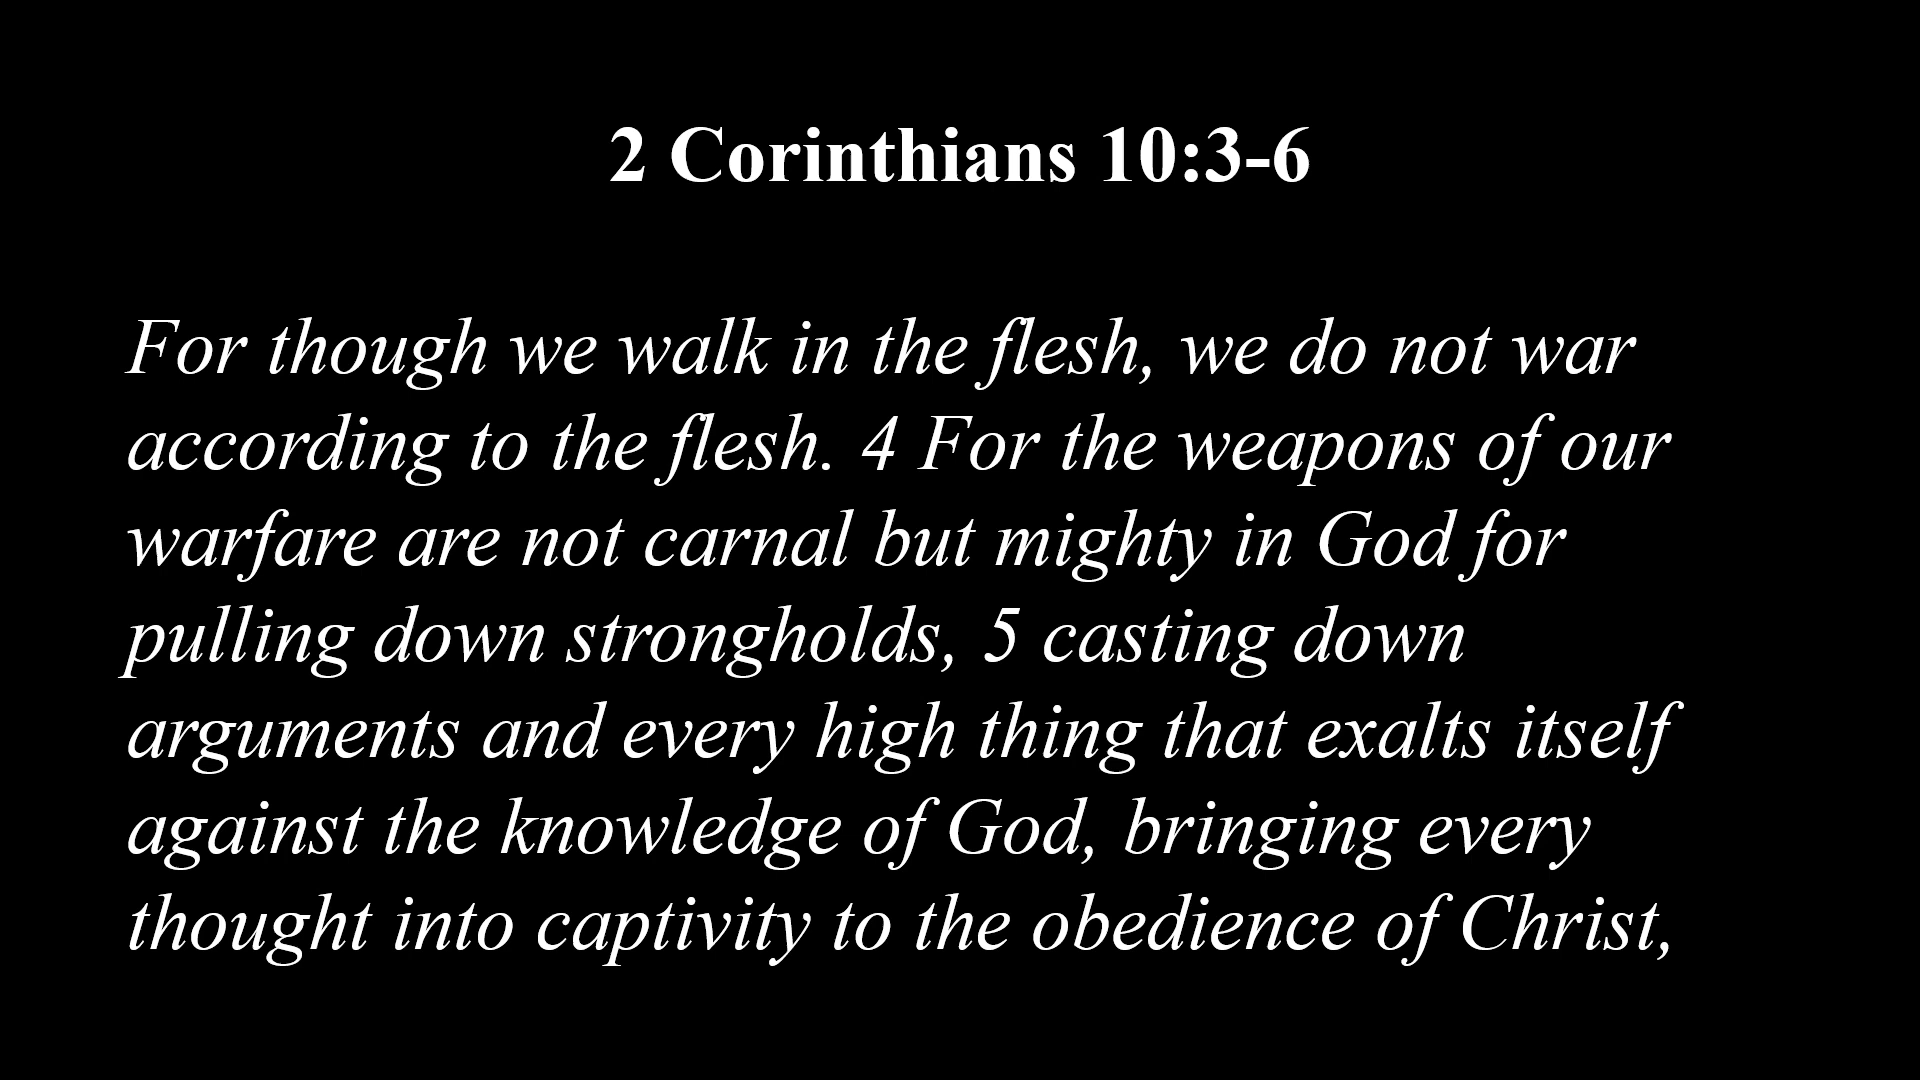 2 Corinthians 10:3-6
For though we walk in the flesh, we do not war
according to the flesh. 4 For the weapons of our
warfare are not carnal but mighty in God for
pulling down strongholds, 5 casting down
arguments and every high thing that exalts itself
against the knowledge of God, bringing every
thought into captivity to the obedience of Christ,